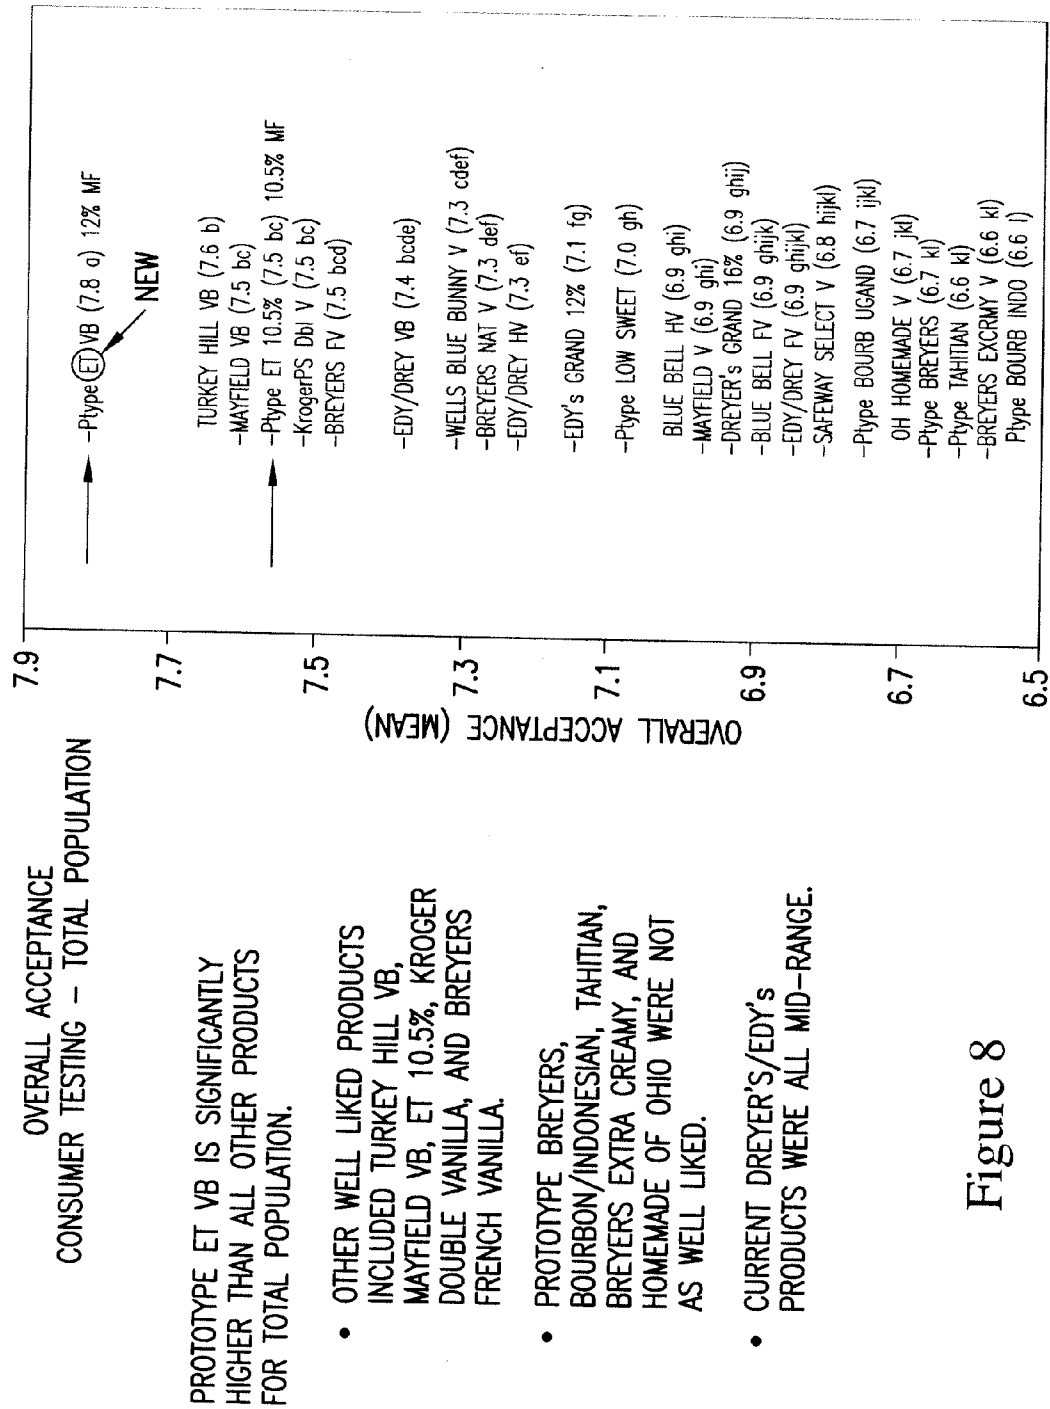 OVERALL ACCEPTANCE
CONSUMER TESTING – TOTAL POPULATION
PROTOTYPE ET VB IS SIGNIFICANTLY
HIGHER THAN ALL OTHER PRODUCTS
FOR TOTAL POPULATION.
• OTHER WELL LIKED PRODUCTS
INCLUDED TURKEY HILL VB,
MAYFIELD VB, ET 10.5%, KROGER
DOUBLE VANILLA, AND BREYERS
FRENCH VANILLA.
• PROTOTYPE BREYERS,
BOURBON/INDONESIAN, TAHITIAN,
BREYERS EXTRA CREAMY, AND
HOMEMADE OF OHIO WERE NOT
AS WELL LIKED.
• CURRENT DREYER'S/EDY's
PRODUCTS WERE ALL MID–RANGE.
OVERALL ACCEPTANCE (MEAN)
7.9
7.7
7.5
7.3
7.1
6.9
6.7
6.5
–Ptype ET VB (7.8 a) 12% MF
NEW
TURKEY HILL VB (7.6 b)
–MAYFIELD VB (7.5 bc)
–Ptype ET 10.5% (7.5 bc) 10.5% MF
–KrogerPS Dbl V (7.5 bc)
–BREYERS FV (7.5 bcd)
–EDY/DREY VB (7.4 bcde)
–WELLS BLUE BUNNY V (7.3 cdef)
–BREYERS NAT V (7.3 def)
–EDY/DREY HV (7.3 ef)
–EDY's GRAND 12% (7.1 fg)
–Ptype LOW SWEET (7.0 gh)
BLUE BELL HV (6.9 ghi)
–MAYFIELD V (6.9 ghi)
–DREYER's GRAND 16% (6.9 ghij)
–BLUE BELL FV (6.9 ghijk)
–EDY/DREY FV (6.9 ghijkl)
–SAFEWAY SELECT V (6.8 hijkl)
–Ptype BOURB UGAND (6.7 ijkl)
OH HOMEMADE V (6.7 jkl)
–Ptype BREYERS (6.7 kl)
–Ptype TAHITIAN (6.6 kl)
–BREYERS EXCRMY V (6.6 kl)
Ptype BOURB INDO (6.6 l)
Figure 8